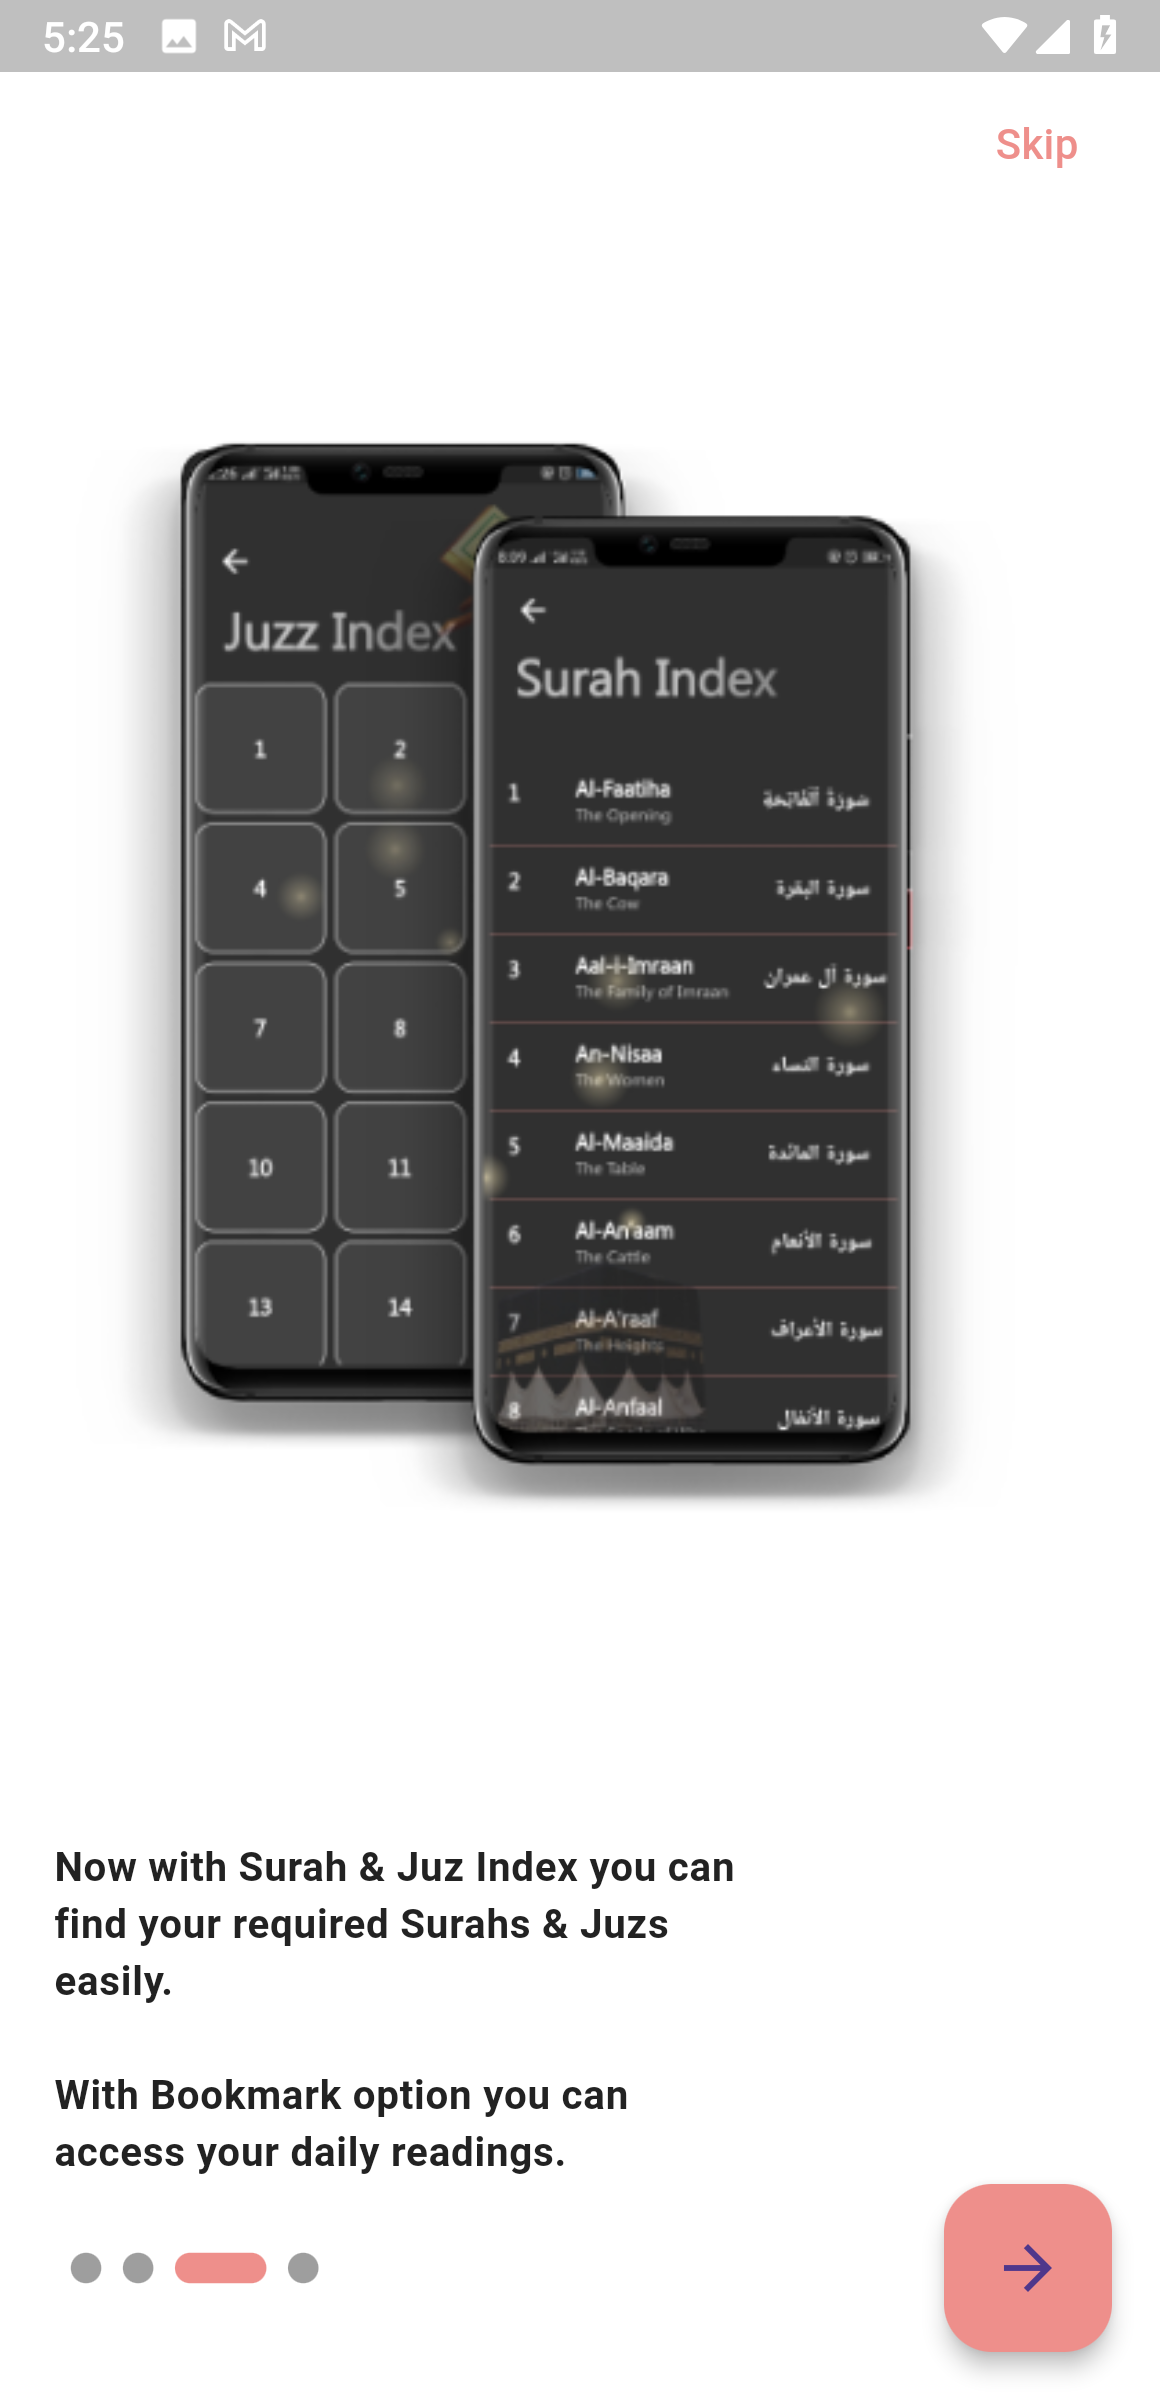 5:25
Skip
Juzz Index
1
2
4
5
7
8
10
11
13
14
Surah Index
1
Al-Faatiha
The Opening
سورة الفاتحة
2
Al-Baqara
The Cow
سورة البقرة
3
Aal-i-Imraan
The Family of Imraan
سورة آل عمران
4
An-Nisaa
The Women
سورة النساء
5
Al-Maaida
The Table
سورة المائدة
6
Al-An'aam
The Cattle
سورة الأنعام
7
Al-A'raaf
The Heights
سورة الأعراف
8
Al-Anfaal
سورة الأنفال
Now with Surah & Juz Index you can
find your required Surahs & Juzs
easily.
With Bookmark option you can
access your daily readings.